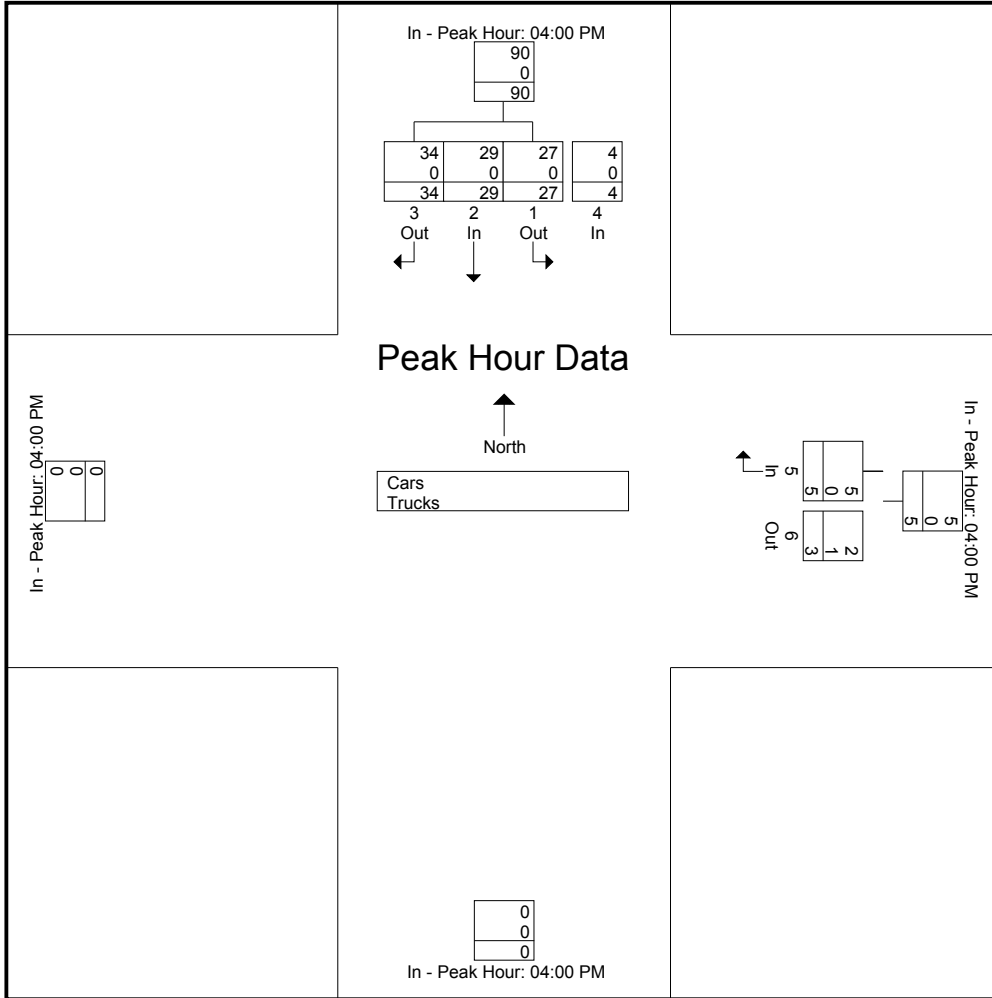 In - Peak Hour: 04:00 PM
90
0
90
34 29 27 4
0 0 0 0
34 29 27 4
3 2 1 4
Out In Out In
Peak Hour Data
North
Cars
Trucks
In - Peak Hour: 04:00 PM
0
0
0
In - Peak Hour: 04:00 PM
5
0
5
5
0
5
5
In
2
1
3
6
Out
0
0
0
In - Peak Hour: 04:00 PM